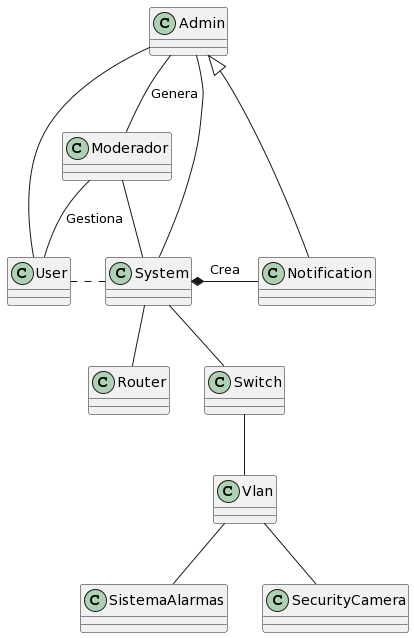 C Admin
Genera
C Moderador
Gestiona
C User
C System
Crea
C Notification
C Router
C Switch
C Vlan
C SistemaAlarmas
C SecurityCamera